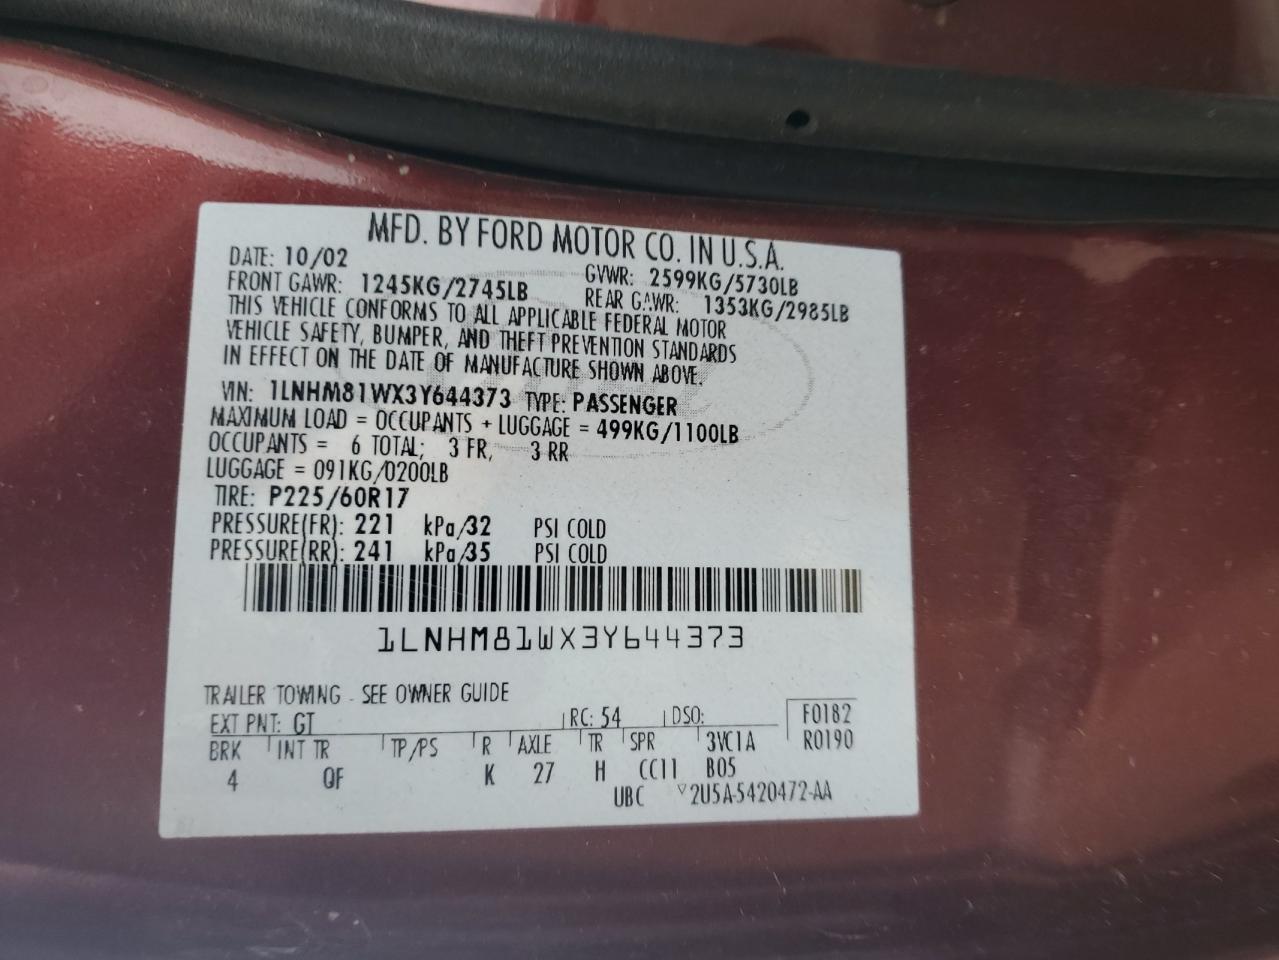 MFD. BY FORD MOTOR CO. IN U.S.A.
DATE: 10/02 GVWR: 2599KG/5730LB
FRONT GAWR: 1245KG/2745LB REAR GAWR: 1353KG/2985LB
THIS VEHICLE CONFORMS TO ALL APPLICABLE FEDERAL MOTOR
VEHICLE SAFETY, BUMPER, AND THEFT PREVENTION STANDARDS
IN EFFECT ON THE DATE OF MANUFACTURE SHOWN ABOVE.
VIN: 1LNHM81WX3Y644373 TYPE: PASSENGER
MAXIMUM LOAD = OCCUPANTS + LUGGAGE = 499KG/1100LB
OCCUPANTS = 6 TOTAL; 3 FR, 3 RR
LUGGAGE = 091KG/0200LB
TIRE: P225/60R17
PRESSURE(FR): 221 kPa/32 PSI COLD
PRESSURE(RR): 241 kPa/35 PSI COLD
1LNHM81WX3Y644373
TRAILER TOWING - SEE OWNER GUIDE
EXT PNT: GT RC: 54 DSO: F0182
BRK INT TR TP/PS R AXLE TR SPR 3VC1A R0190
4 QF K 27 H CC11 B05
UBC 2U5A-5420472-AA